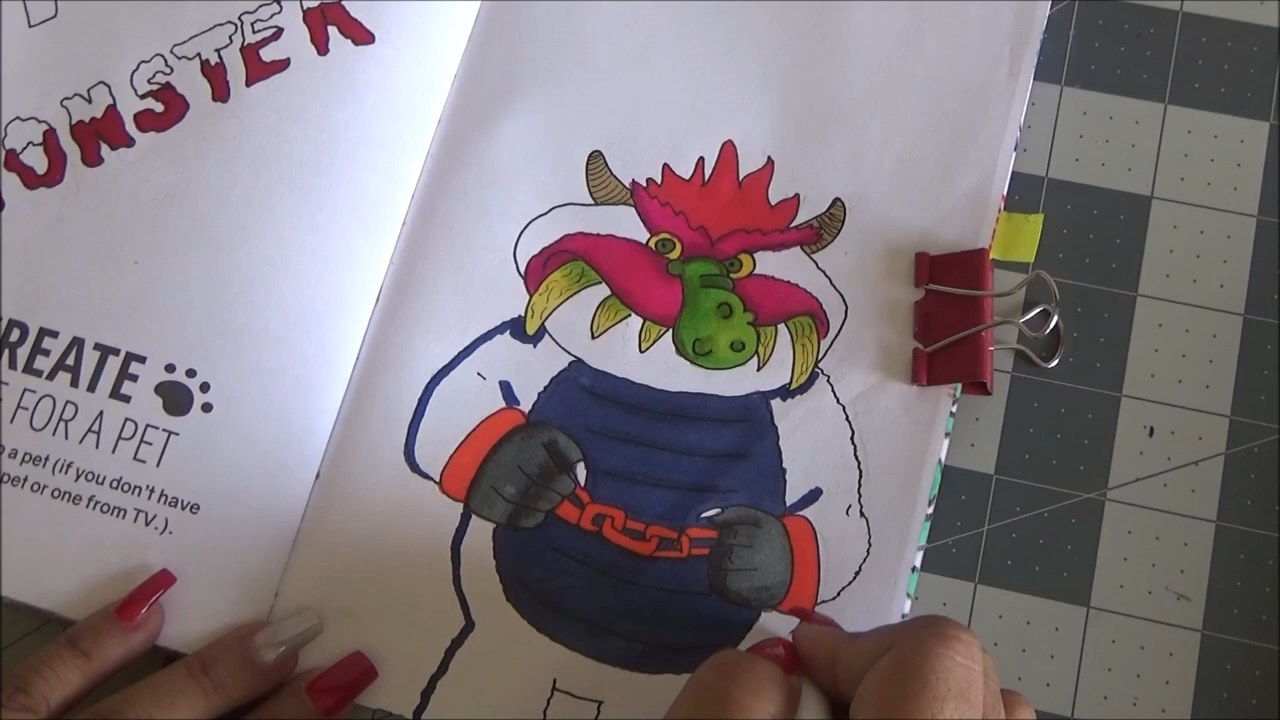 ONSTER
REATE
FOR A PET
p a pet (if you don't have
pet or one from TV.).